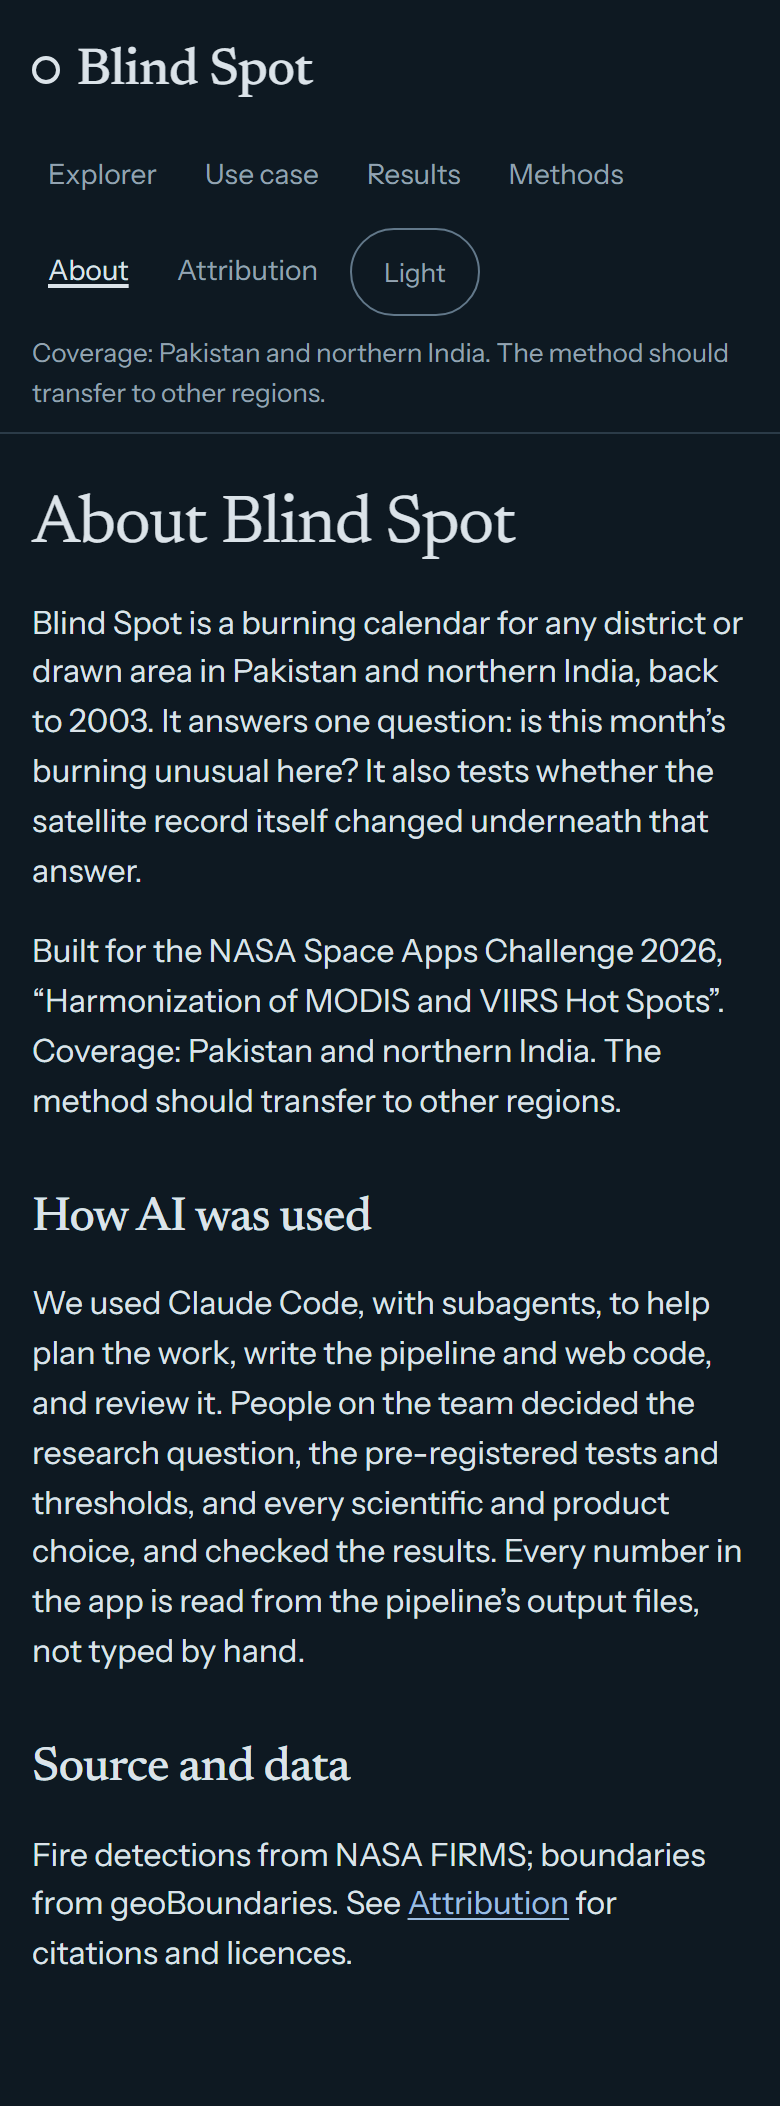 Blind Spot
Explorer Use case Results Methods
About Attribution Light
Coverage: Pakistan and northern India. The method should
transfer to other regions.
About Blind Spot
Blind Spot is a burning calendar for any district or
drawn area in Pakistan and northern India, back
to 2003. It answers one question: is this month’s
burning unusual here? It also tests whether the
satellite record itself changed underneath that
answer.
Built for the NASA Space Apps Challenge 2026,
“Harmonization of MODIS and VIIRS Hot Spots”.
Coverage: Pakistan and northern India. The
method should transfer to other regions.
How AI was used
We used Claude Code, with subagents, to help
plan the work, write the pipeline and web code,
and review it. People on the team decided the
research question, the pre-registered tests and
thresholds, and every scientific and product
choice, and checked the results. Every number in
the app is read from the pipeline’s output files,
not typed by hand.
Source and data
Fire detections from NASA FIRMS; boundaries
from geoBoundaries. See Attribution for
citations and licences.